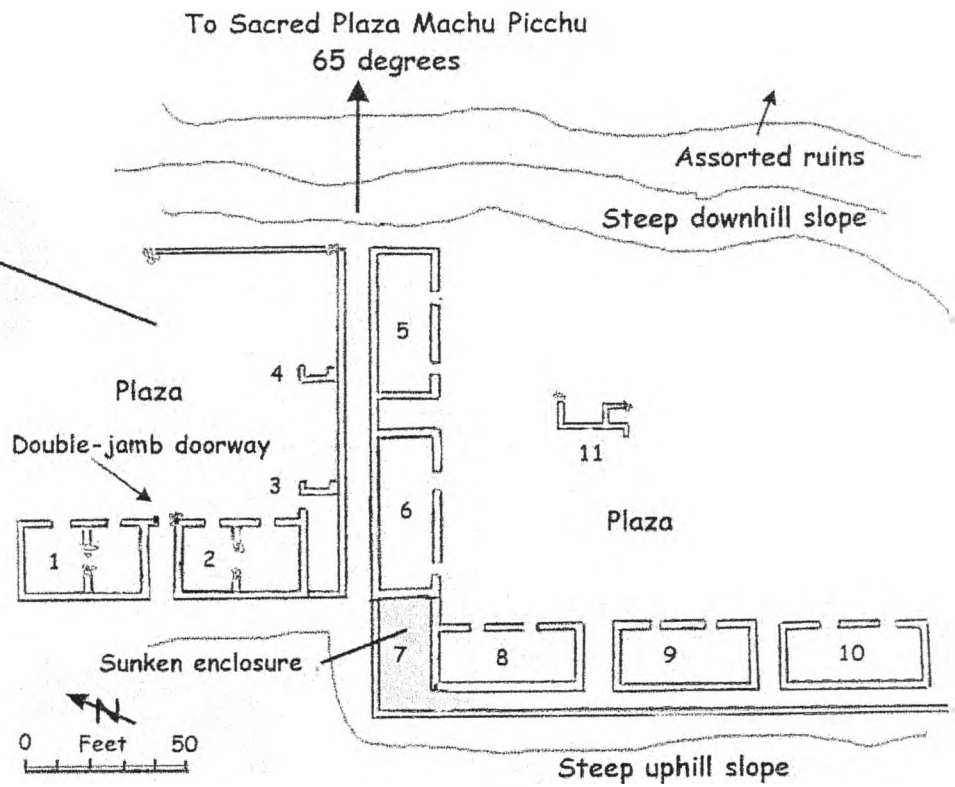 To Sacred Plaza Machu Picchu
65 degrees
Assorted ruins
Steep downhill slope
5
4
Plaza
11
Double-jamb doorway
3
6
Plaza
1
2
Sunken enclosure
7
8
9
10
N
0 Feet 50
Steep uphill slope